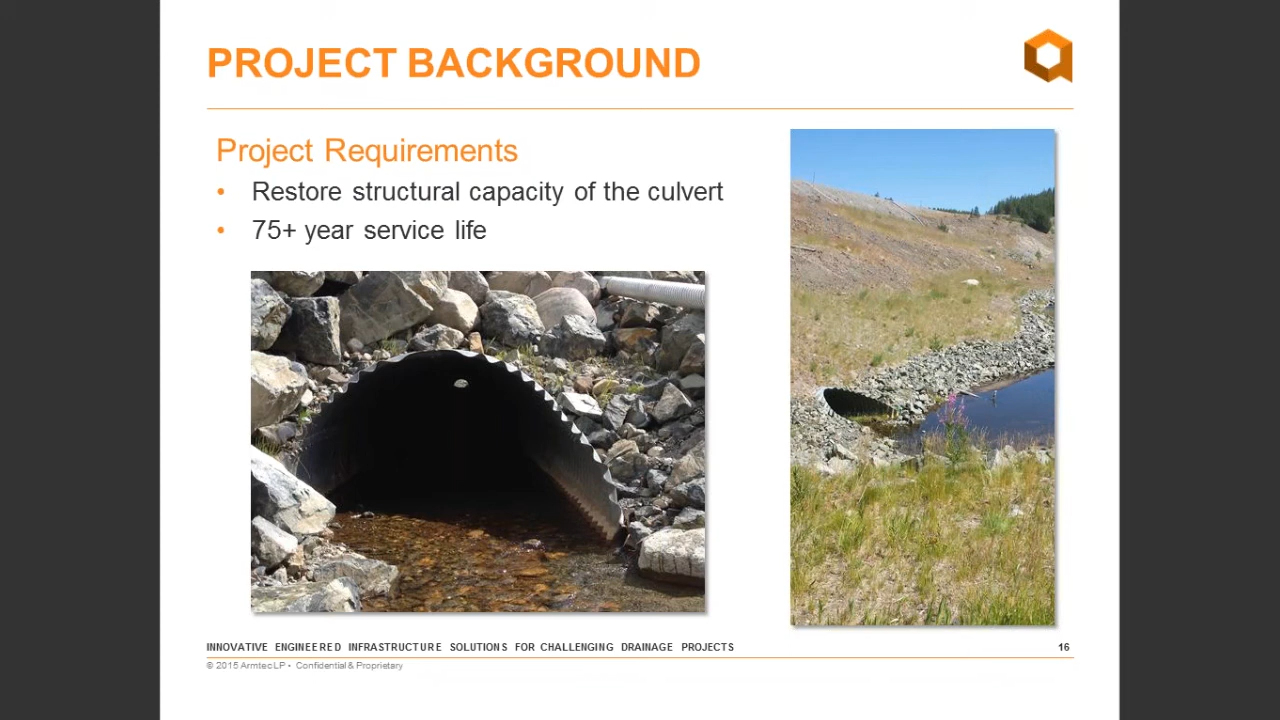 PROJECT BACKGROUND
Project Requirements
• Restore structural capacity of the culvert
• 75+ year service life
INNOVATIVE ENGINEERED INFRASTRUCTURE SOLUTIONS FOR CHALLENGING DRAINAGE PROJECTS 16
© 2015 Armtec LP • Confidential & Proprietary